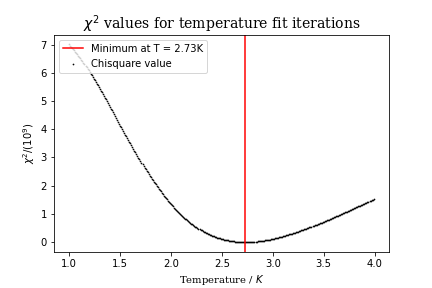 χ² values for temperature fit iterations
Minimum at T = 2.73K
Chisquare value
χ²/(10⁹)
7
6
5
4
3
2
1
0
1.0 1.5 2.0 2.5 3.0 3.5 4.0
Temperature / K